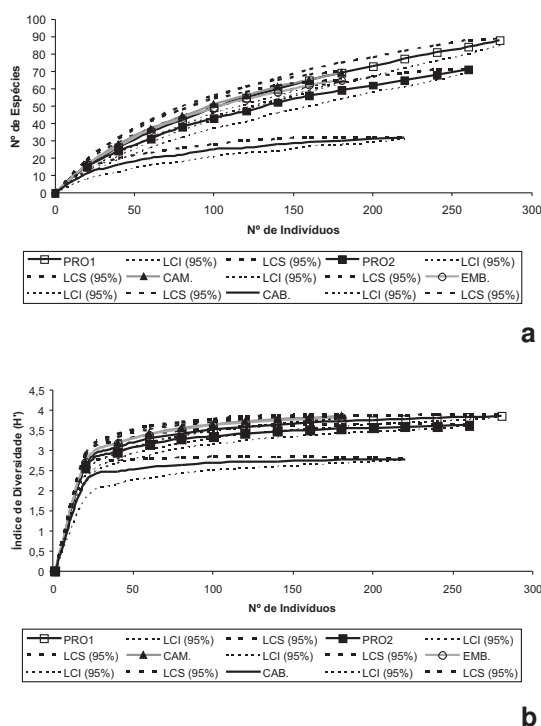 100
90
80
70
60
50
40
30
20
10
0
Nº de Espécies
0 50 100 150 200 250 300
Nº de Indivíduos
PRO1 LCI (95%) LCS (95%) PRO2 LCI (95%)
LCS (95%) CAM. LCI (95%) LCS (95%) EMB.
LCI (95%) LCS (95%) CAB. LCI (95%) LCS (95%)
a
4,5
4
3,5
3
2,5
2
1,5
1
0,5
0
Índice de Diversidade (H')
0 50 100 150 200 250 300
Nº de Indivíduos
PRO1 LCI (95%) LCS (95%) PRO2 LCI (95%)
LCS (95%) CAM. LCI (95%) LCS (95%) EMB.
LCI (95%) LCS (95%) CAB. LCI (95%) LCS (95%)
b